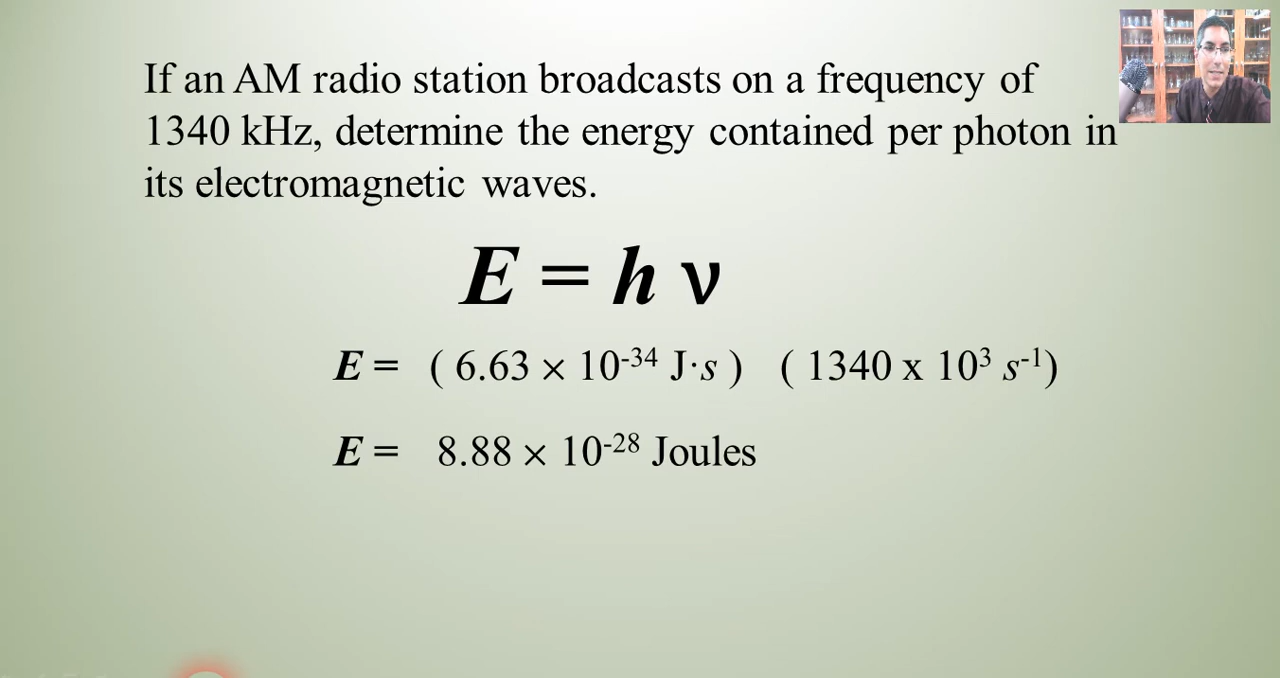 If an AM radio station broadcasts on a frequency of
1340 kHz, determine the energy contained per photon in
its electromagnetic waves.
E = h ν
E = ( 6.63 × 10⁻³⁴ J·s ) ( 1340 x 10³ s⁻¹)
E = 8.88 × 10⁻²⁸ Joules